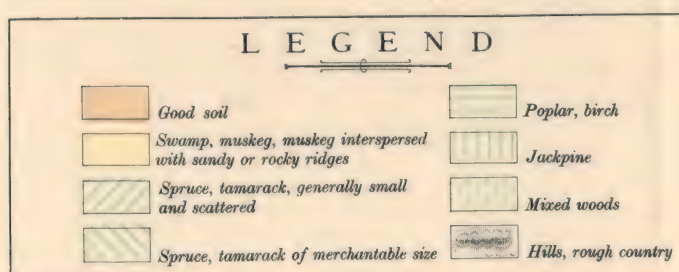 LEGEND
Good soil
Swamp, muskeg, muskeg interspersed
with sandy or rocky ridges
Spruce, tamarack, generally small
and scattered
Spruce, tamarack of merchantable size
Poplar, birch
Jackpine
Mixed woods
Hills, rough country